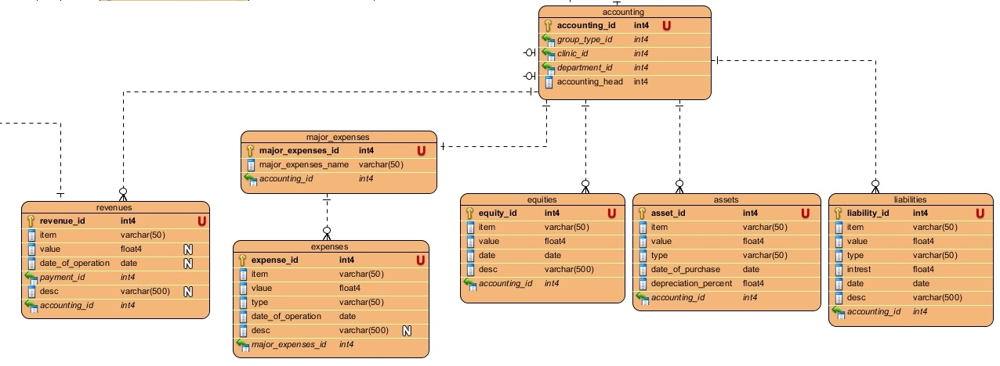 accounting
accounting_id int4 U
group_type_id int4
clinic_id int4
department_id int4
accounting_head int4
major_expenses
major_expenses_id int4 U
major_expenses_name varchar(50)
accounting_id int4
revenues
revenue_id int4 U
item varchar(50)
value float4 N
date_of_operation date N
payment_id int4
desc varchar(500) N
accounting_id int4
expenses
expense_id int4 U
item varchar(50)
vlaue float4
type varchar(50)
date_of_operation date
desc varchar(500) N
major_expenses_id int4
equities
equity_id int4 U
item varchar(50)
value float4
date date
desc varchar(500)
accounting_id int4
assets
asset_id int4 U
item varchar(50)
value float4
type varchar(50)
date_of_purchase date
depreciation_percent float4
accounting_id int4
liabilities
liability_id int4 U
item varchar(50)
value float4
type varchar(50)
intrest float4
date date
desc varchar(500)
accounting_id int4